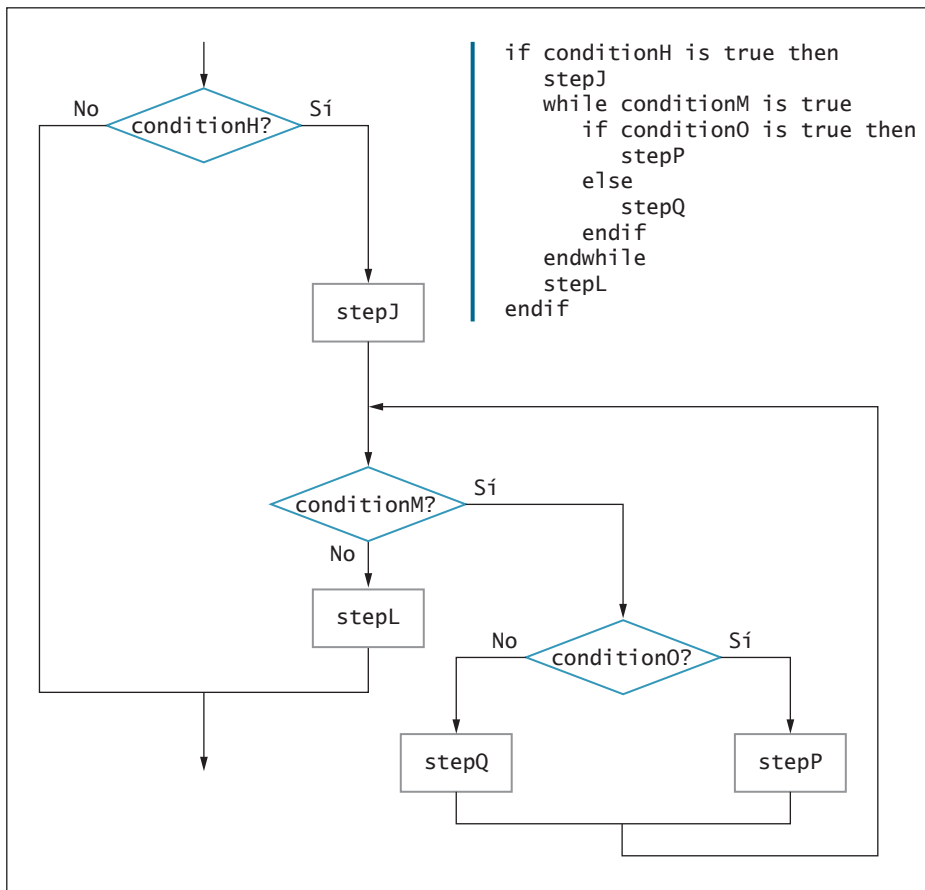 if conditionH is true then
stepJ
while conditionM is true
if conditionO is true then
stepP
else
stepQ
endif
endwhile
stepL
endif
No
conditionH?
Sí
stepJ
conditionM?
Sí
No
stepL
No
conditionO?
Sí
stepQ
stepP